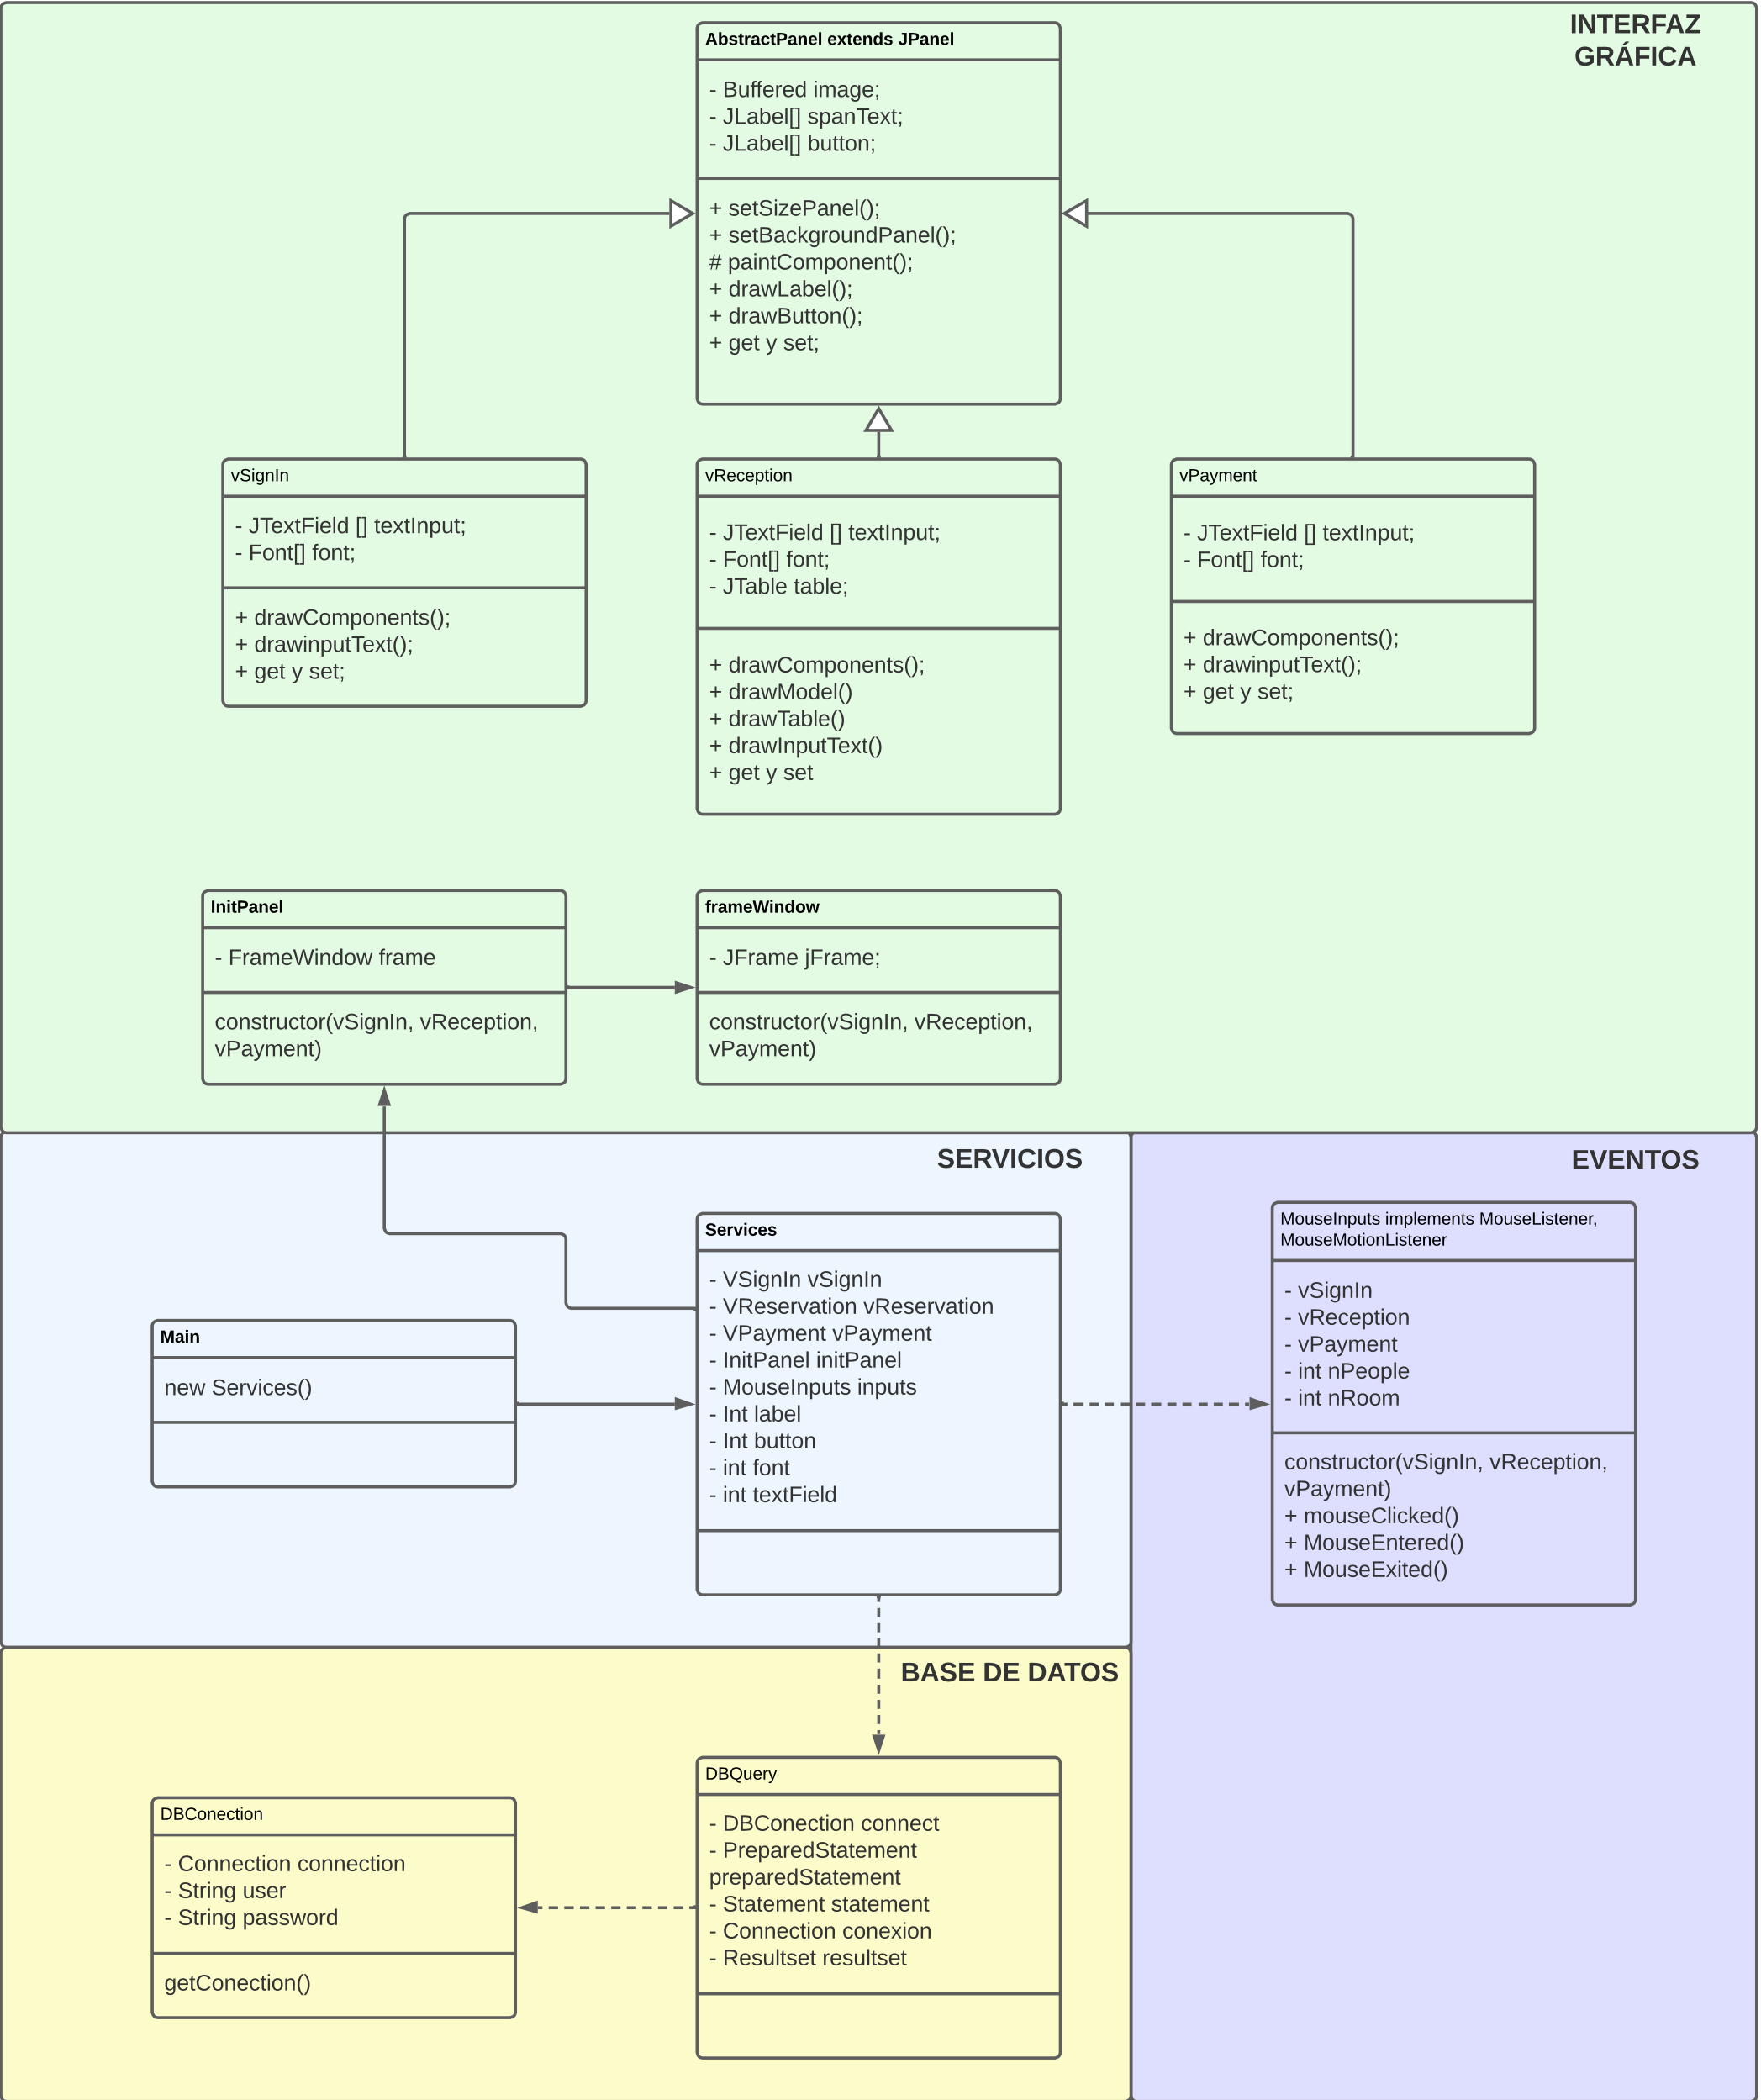 INTERFAZ
GRÁFICA
AbstractPanel extends JPanel
- Buffered image;
- JLabel[] spanText;
- JLabel[] button;
+ setSizePanel();
+ setBackgroundPanel();
# paintComponent();
+ drawLabel();
+ drawButton();
+ get y set;
vSignIn
- JTextField [] textInput;
- Font[] font;
+ drawComponents();
+ drawinputText();
+ get y set;
vReception
- JTextField [] textInput;
- Font[] font;
- JTable table;
+ drawComponents();
+ drawModel()
+ drawTable()
+ drawInputText()
+ get y set
vPayment
- JTextField [] textInput;
- Font[] font;
+ drawComponents();
+ drawinputText();
+ get y set;
InitPanel
- FrameWindow frame
constructor(vSignIn, vReception,
vPayment)
frameWindow
- JFrame jFrame;
constructor(vSignIn, vReception,
vPayment)
SERVICIOS
Main
new Services()
Services
- VSignIn vSignIn
- VReservation vReservation
- VPayment vPayment
- InitPanel initPanel
- MouseInputs inputs
- Int label
- Int button
- int font
- int textField
EVENTOS
MouseInputs implements MouseListener,
MouseMotionListener
- vSignIn
- vReception
- vPayment
- int nPeople
- int nRoom
constructor(vSignIn, vReception,
vPayment)
+ mouseClicked()
+ MouseEntered()
+ MouseExited()
BASE DE DATOS
DBConection
- Connection connection
- String user
- String password
getConection()
DBQuery
- DBConection connect
- PreparedStatement
preparedStatement
- Statement statement
- Connection conexion
- Resultset resultset